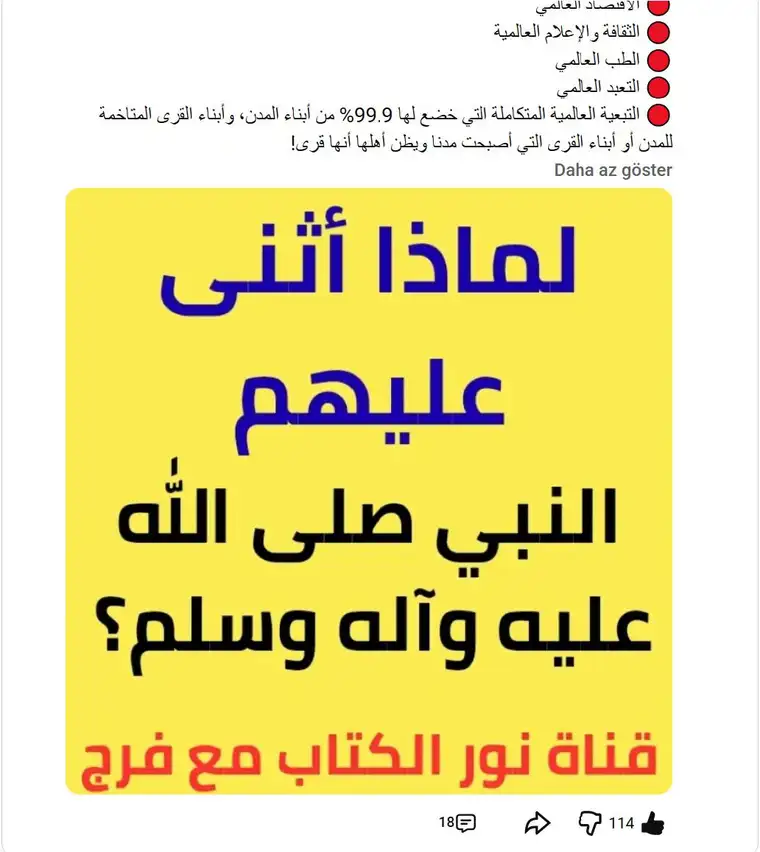 🔴 الاقتصاد العالمي
🔴 الثقافة والإعلام العالمية
🔴 الطب العالمي
🔴 التعبد العالمي
🔴 التبعية العالمية المتكاملة التي خضع لها 99.9% من أبناء المدن، وأبناء القرى المتاخمة
للمدن أو أبناء القرى التي أصبحت مدنا ويظن أهلها أنها قرى!
Daha az göster
لماذا أثنى
عليهم
النبي صلى الله
عليه وآله وسلم؟
قناة نور الكتاب مع فرج
114
18